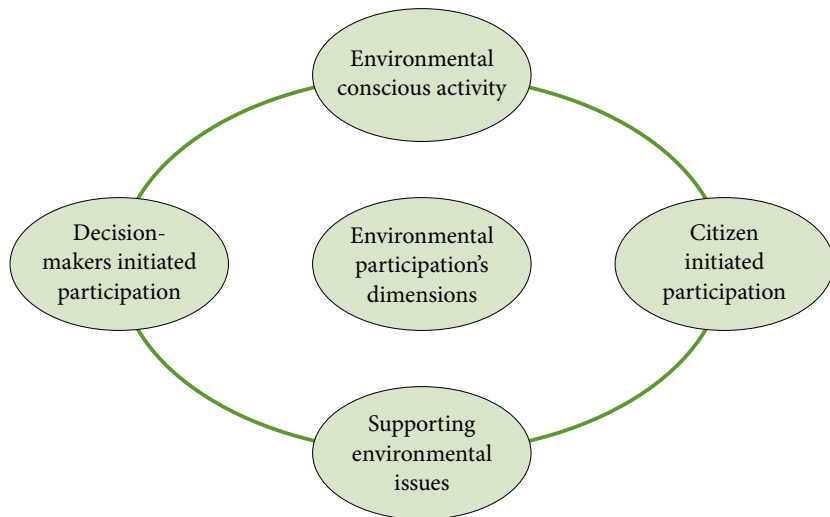 Environmental
conscious activity
Decision-
makers initiated
participation
Environmental
participation’s
dimensions
Citizen
initiated
participation
Supporting
environmental
issues